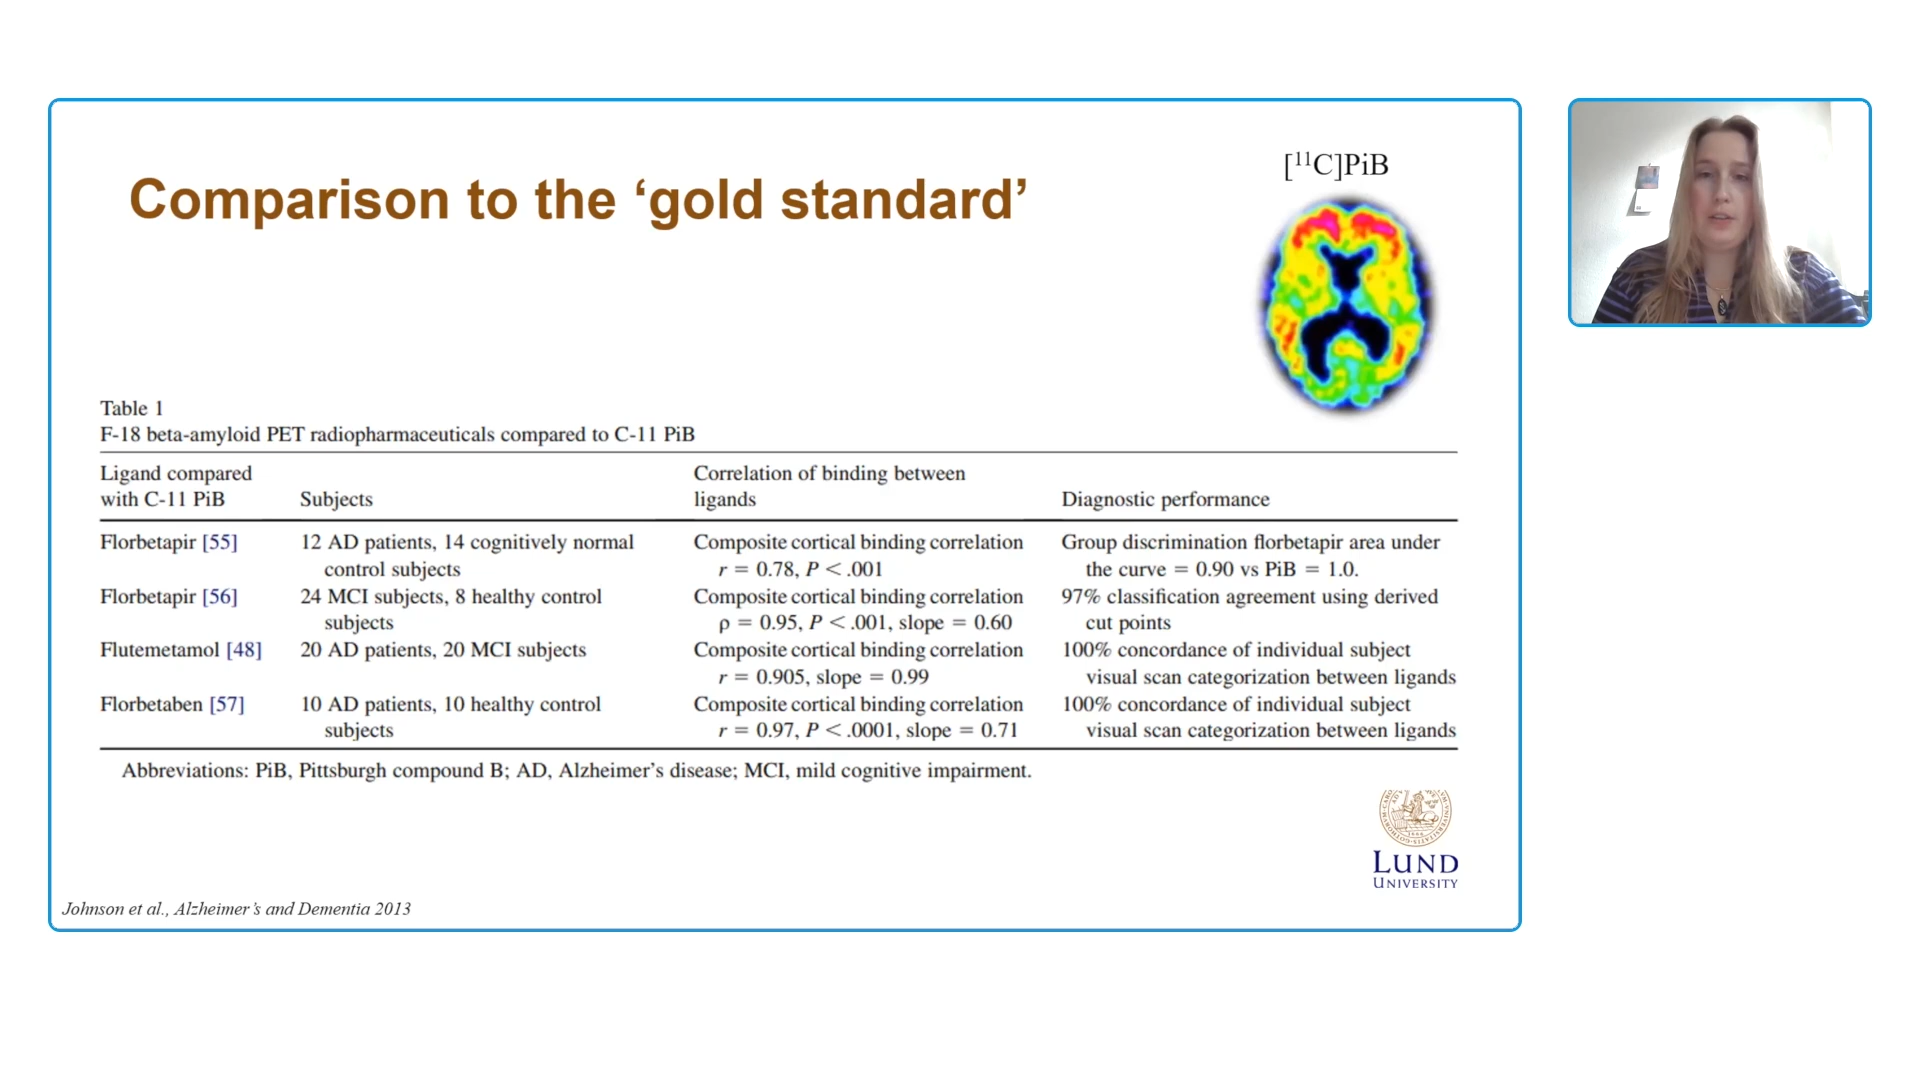 Comparison to the ‘gold standard’
[¹¹C]PiB
Table 1
F-18 beta-amyloid PET radiopharmaceuticals compared to C-11 PiB
Ligand compared with C-11 PiB Subjects Correlation of binding between ligands Diagnostic performance
Florbetapir [55] 12 AD patients, 14 cognitively normal Composite cortical binding correlation Group discrimination florbetapir area under
control subjects r = 0.78, P < .001 the curve = 0.90 vs PiB = 1.0.
Florbetapir [56] 24 MCI subjects, 8 healthy control Composite cortical binding correlation 97% classification agreement using derived
subjects ρ = 0.95, P < .001, slope = 0.60 cut points
Flutemetamol [48] 20 AD patients, 20 MCI subjects Composite cortical binding correlation 100% concordance of individual subject
r = 0.905, slope = 0.99 visual scan categorization between ligands
Florbetaben [57] 10 AD patients, 10 healthy control Composite cortical binding correlation 100% concordance of individual subject
subjects r = 0.97, P < .0001, slope = 0.71 visual scan categorization between ligands
Abbreviations: PiB, Pittsburgh compound B; AD, Alzheimer’s disease; MCI, mild cognitive impairment.
LUND
UNIVERSITY
Johnson et al., Alzheimer’s and Dementia 2013